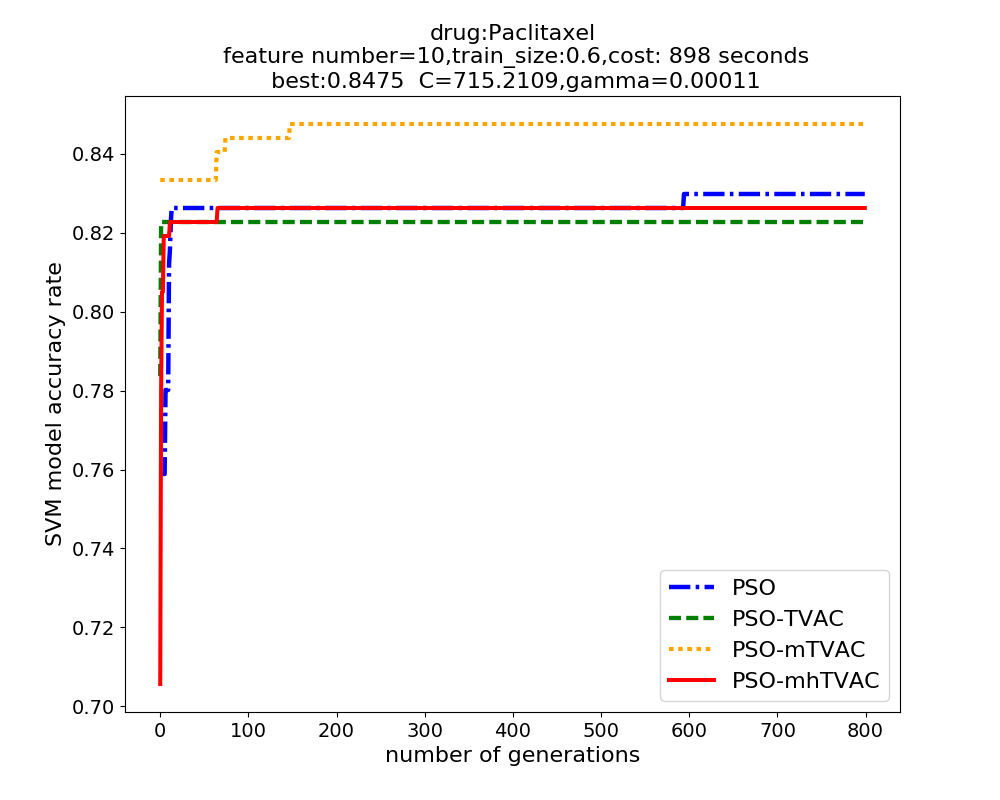 drug:Paclitaxel
feature number=10,train_size:0.6,cost: 898 seconds
best:0.8475  C=715.2109,gamma=0.00011
SVM model accuracy rate
0.84
0.82
0.80
0.78
0.76
0.74
0.72
0.70
PSO
PSO-TVAC
PSO-mTVAC
PSO-mhTVAC
0 100 200 300 400 500 600 700 800
number of generations